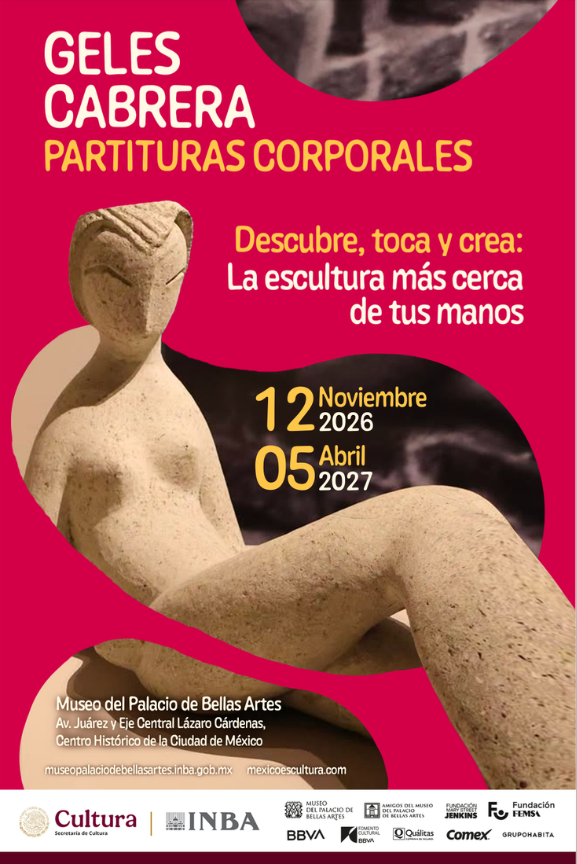 GELES
CABRERA
PARTITURAS CORPORALES
Descubre, toca y crea:
La escultura más cerca
de tus manos
12 Noviembre
2026
05 Abril
2027
Museo del Palacio de Bellas Artes
Av. Juárez y Eje Central Lázaro Cárdenas,
Centro Histórico de la Ciudad de México
museopalaciodebellasartes.inba.gob.mx mexicoescultura.com
Cultura
Secretaría de Cultura
INBA
MUSEO
DEL PALACIO DE
BELLAS ARTES
AMIGOS DEL MUSEO
DEL PALACIO
DE BELLAS ARTES
FUNDACIÓN
MARY STREET
JENKINS
Fundación
FEMSA
BBVA
FOMENTO
CULTURAL
BBVA
Quálitas
Comex
GRUPOHABITA